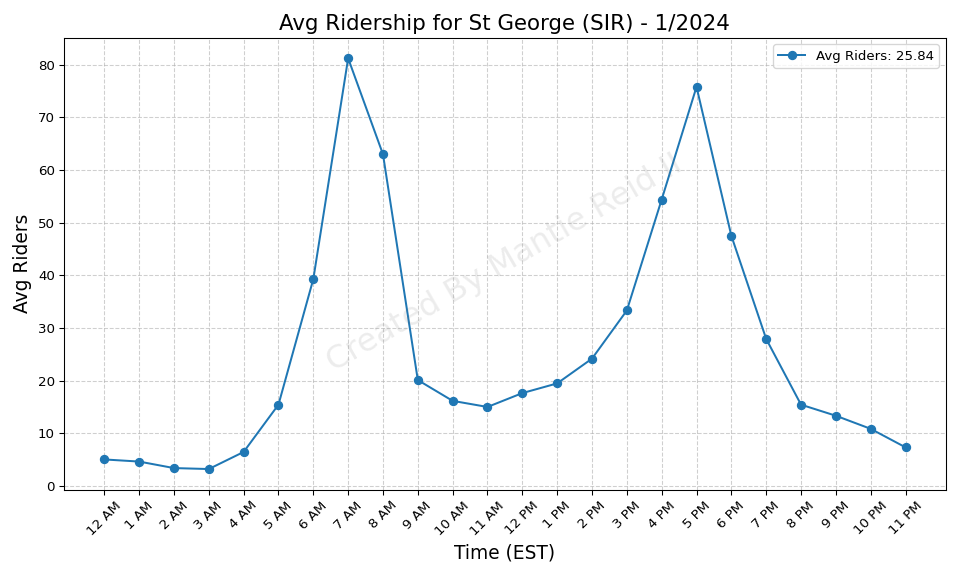 Avg Ridership for St George (SIR) - 1/2024
Avg Riders: 25.84
Avg Riders
80
70
60
50
40
30
20
10
0
Created By Mantie Reid II
12 AM
1 AM
2 AM
3 AM
4 AM
5 AM
6 AM
7 AM
8 AM
9 AM
10 AM
11 AM
12 PM
1 PM
2 PM
3 PM
4 PM
5 PM
6 PM
7 PM
8 PM
9 PM
10 PM
11 PM
Time (EST)